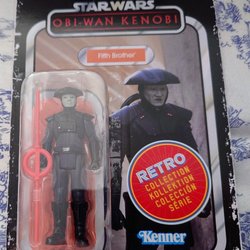 STAR WARS
OBI-WAN KENOBI
Fifth Brother
RETRO
COLLECTION
KOLLEKTION
COLECCIÓN
SÉRIE
Kenner